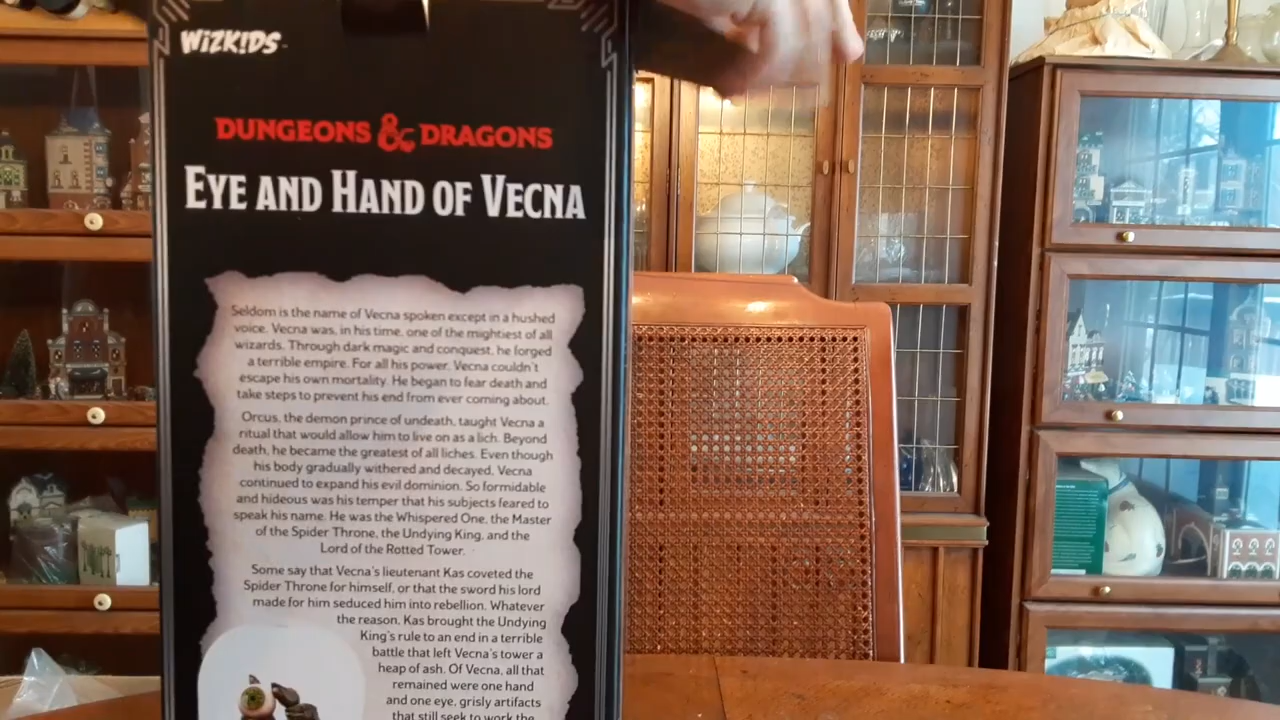 WIZKIDS
DUNGEONS & DRAGONS
EYE AND HAND OF VECNA
Seldom is the name of Vecna spoken except in a hushed
voice. Vecna was, in his time, one of the mightiest of all
wizards. Through dark magic and conquest, he forged
a terrible empire. For all his power, Vecna couldn't
escape his own mortality. He began to fear death and
take steps to prevent his end from ever coming about.
Orcus, the demon prince of undeath, taught Vecna a
ritual that would allow him to live on as a lich. Beyond
death, he became the greatest of all liches. Even though
his body gradually withered and decayed, Vecna
continued to expand his evil dominion. So formidable
and hideous was his temper that his subjects feared to
speak his name. He was the Whispered One, the Master
of the Spider Throne, the Undying King, and the
Lord of the Rotted Tower.
Some say that Vecna's lieutenant Kas coveted the
Spider Throne for himself, or that the sword his lord
made for him seduced him into rebellion. Whatever
the reason, Kas brought the Undying
King's rule to an end in a terrible
battle that left Vecna's tower a
heap of ash. Of Vecna, all that
remained were one hand
and one eye, grisly artifacts
that still seek to work the